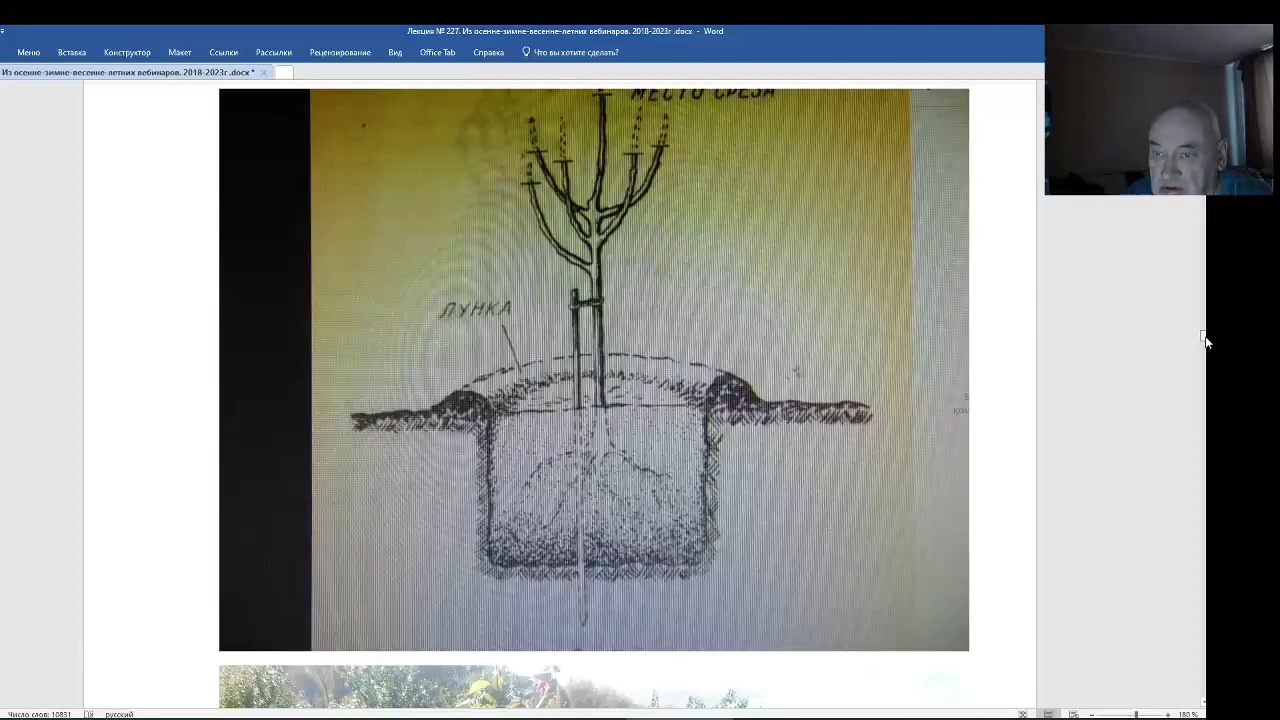 Лекция № 227. Из осенне-зимне-весенне-летних вебинаров. 2018-2023г .docx - Word
Меню Вставка Конструктор Макет Ссылки Рассылки Рецензирование Вид Office Tab Справка Что вы хотите сделать?
Из осенне-зимне-весенне-летних вебинаров. 2018-2023г .docx *
МЕСТО СРЕЗА
ЛУНКА
Число слов: 10831 русский 180 %